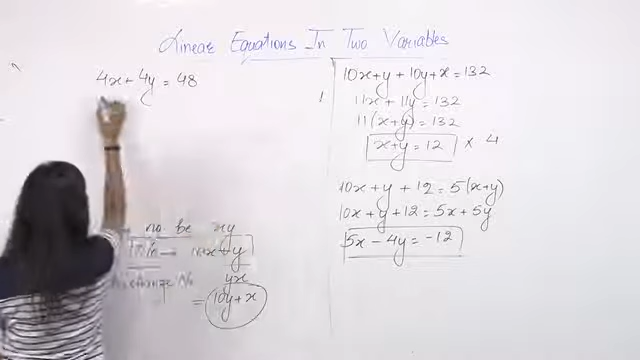 Linear Equations In Two Variables
4x + 4y = 48
no. be xy
10x + y
yx
= 10y + x
10x + y + 10y + x = 132
11x + 11y = 132
11(x + y) = 132
x + y = 12 × 4
10x + y + 12 = 5(x + y)
10x + y + 12 = 5x + 5y
5x - 4y = -12